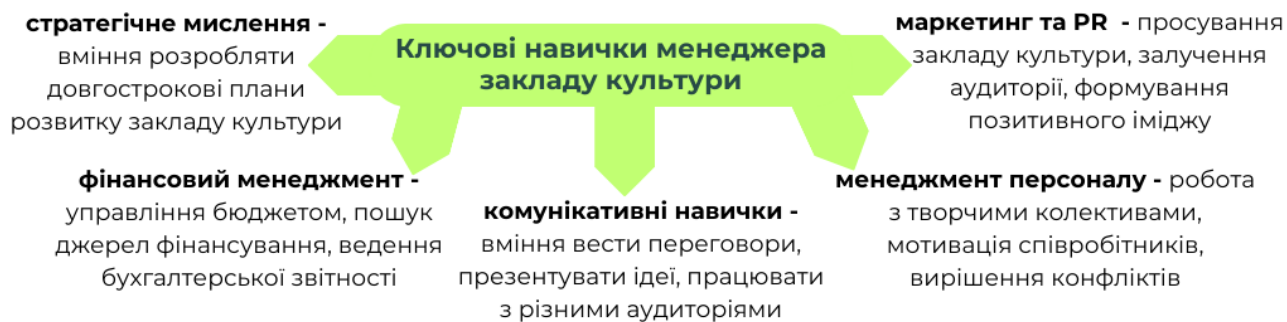 Ключові навички менеджера
закладу культури
стратегічне мислення -
вміння розробляти
довгострокові плани
розвитку закладу культури
фінансовий менеджмент -
управління бюджетом, пошук
джерел фінансування, ведення
бухгалтерської звітності
комунікативні навички -
вміння вести переговори,
презентувати ідеї, працювати
з різними аудиторіями
менеджмент персоналу - робота
з творчими колективами,
мотивація співробітників,
вирішення конфліктів
маркетинг та PR - просування
закладу культури, залучення
аудиторії, формування
позитивного іміджу